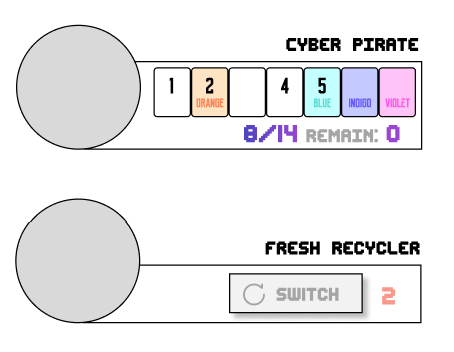 CYBER PIRATE
1 2 4 5
ORANGE BLUE INDIGO VIOLET
8/14 REMAIN: 0
FRESH RECYCLER
SWITCH 2